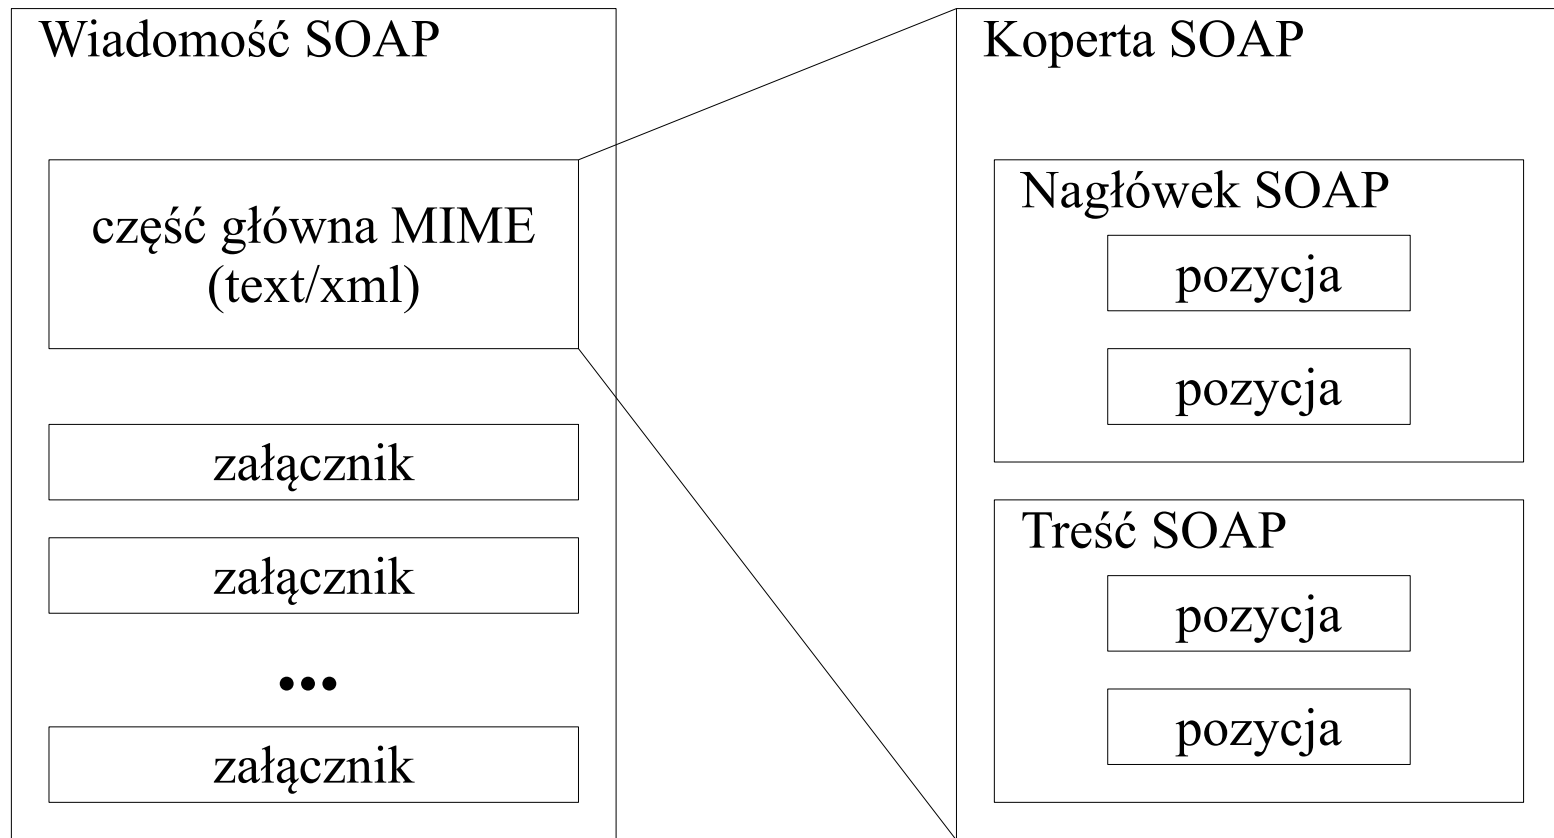 Wiadomość SOAP
część główna MIME
(text/xml)
załącznik
załącznik
...
załącznik
Koperta SOAP
Nagłówek SOAP
pozycja
pozycja
Treść SOAP
pozycja
pozycja